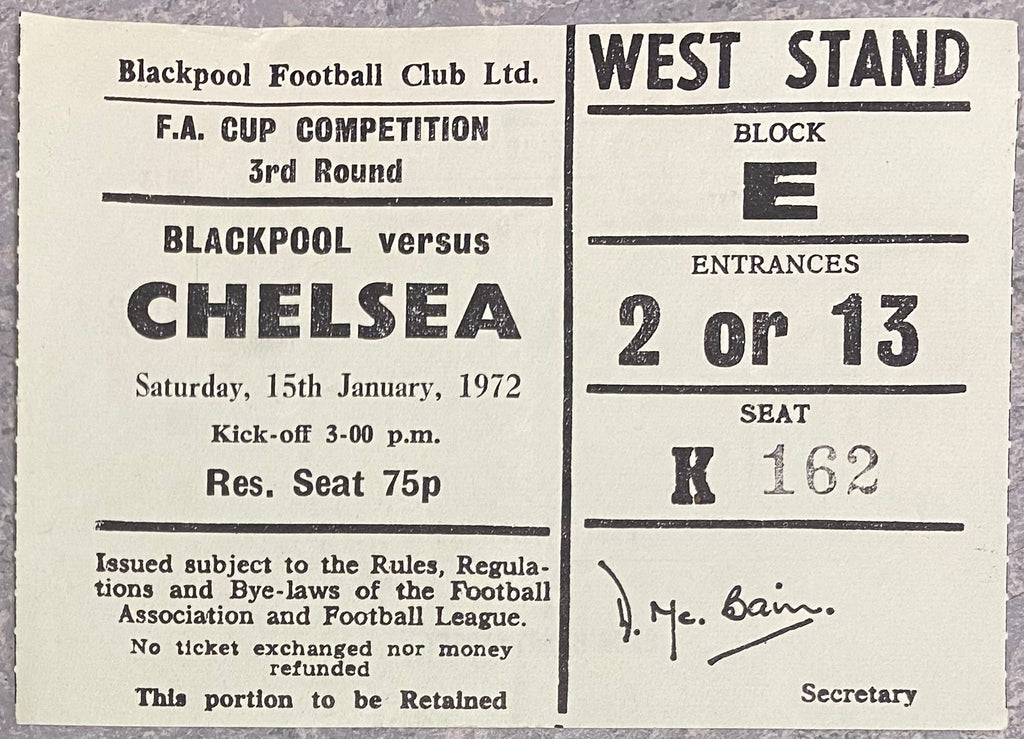 Blackpool Football Club Ltd.
F.A. CUP COMPETITION
3rd Round
BLACKPOOL versus
CHELSEA
Saturday, 15th January, 1972
Kick-off 3-00 p.m.
Res. Seat 75p
Issued subject to the Rules, Regula-
tions and Bye-laws of the Football
Association and Football League.
No ticket exchanged nor money
refunded
This portion to be Retained
WEST STAND
BLOCK
E
ENTRANCES
2 or 13
SEAT
K 162
D. Mc. Bain.
Secretary